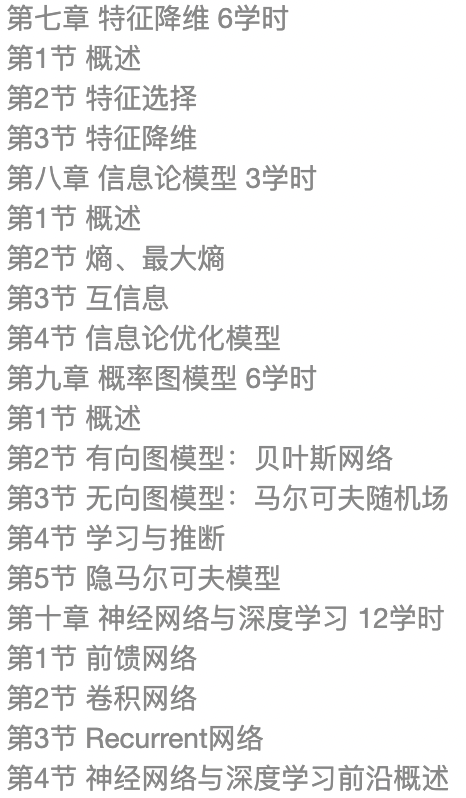 第七章 特征降维 6学时
第1节 概述
第2节 特征选择
第3节 特征降维
第八章 信息论模型 3学时
第1节 概述
第2节 熵、最大熵
第3节 互信息
第4节 信息论优化模型
第九章 概率图模型 6学时
第1节 概述
第2节 有向图模型：贝叶斯网络
第3节 无向图模型：马尔可夫随机场
第4节 学习与推断
第5节 隐马尔可夫模型
第十章 神经网络与深度学习 12学时
第1节 前馈网络
第2节 卷积网络
第3节 Recurrent网络
第4节 神经网络与深度学习前沿概述